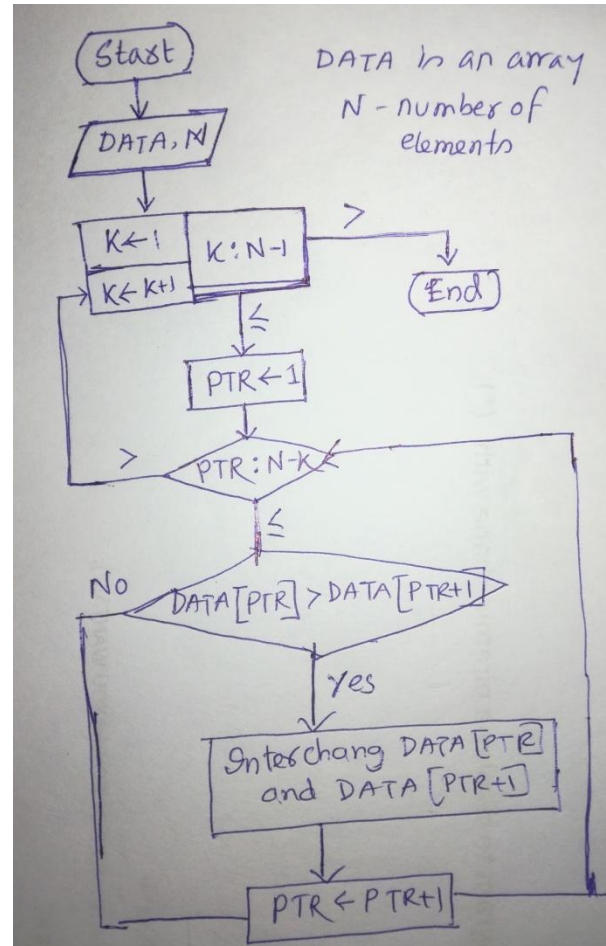 Start
DATA in an array
N - number of
elements
DATA, N
K←1
K:N-1
>
K←K+1
End
≤
PTR←1
>
PTR:N-K
≤
No
DATA[PTR]>DATA[PTR+1]
Yes
Interchang DATA[PTR]
and DATA[PTR+1]
PTR←PTR+1